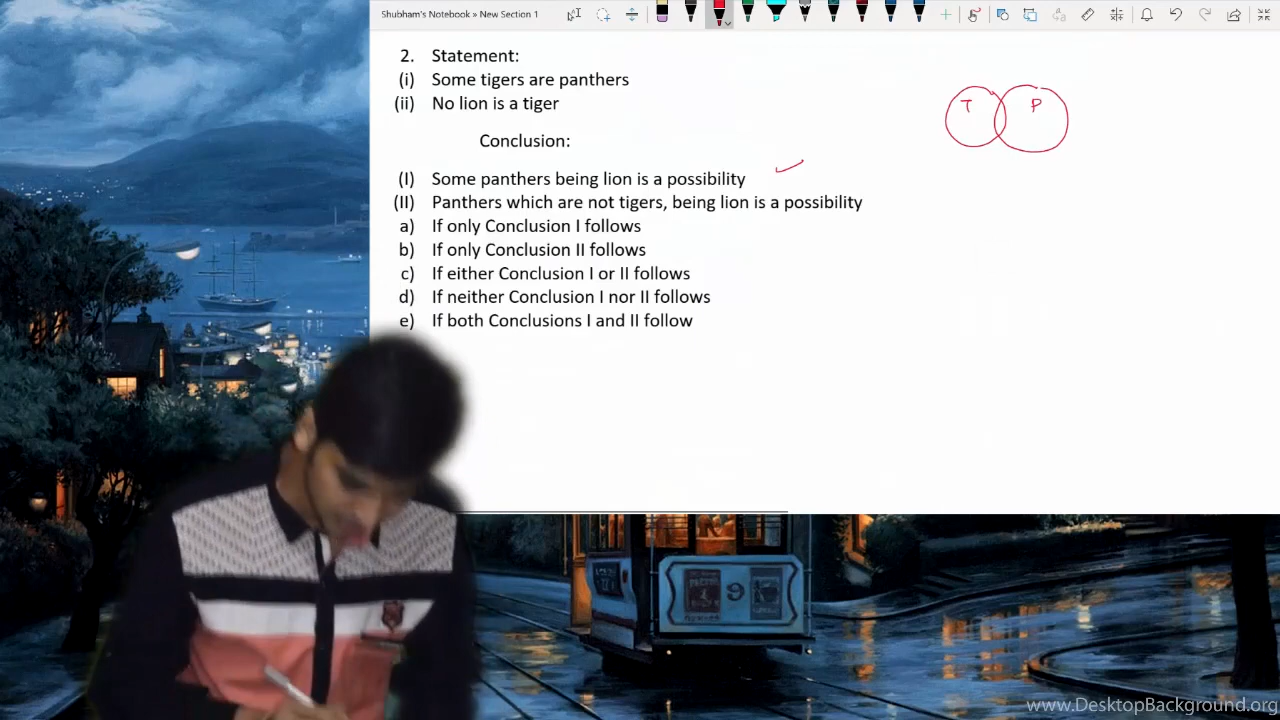 Shubham's Notebook » New Section 1
2. Statement:
(i) Some tigers are panthers
(ii) No lion is a tiger
Conclusion:
(I) Some panthers being lion is a possibility
(II) Panthers which are not tigers, being lion is a possibility
a) If only Conclusion I follows
b) If only Conclusion II follows
c) If either Conclusion I or II follows
d) If neither Conclusion I nor II follows
e) If both Conclusions I and II follow
T P
9
www.DesktopBackground.org